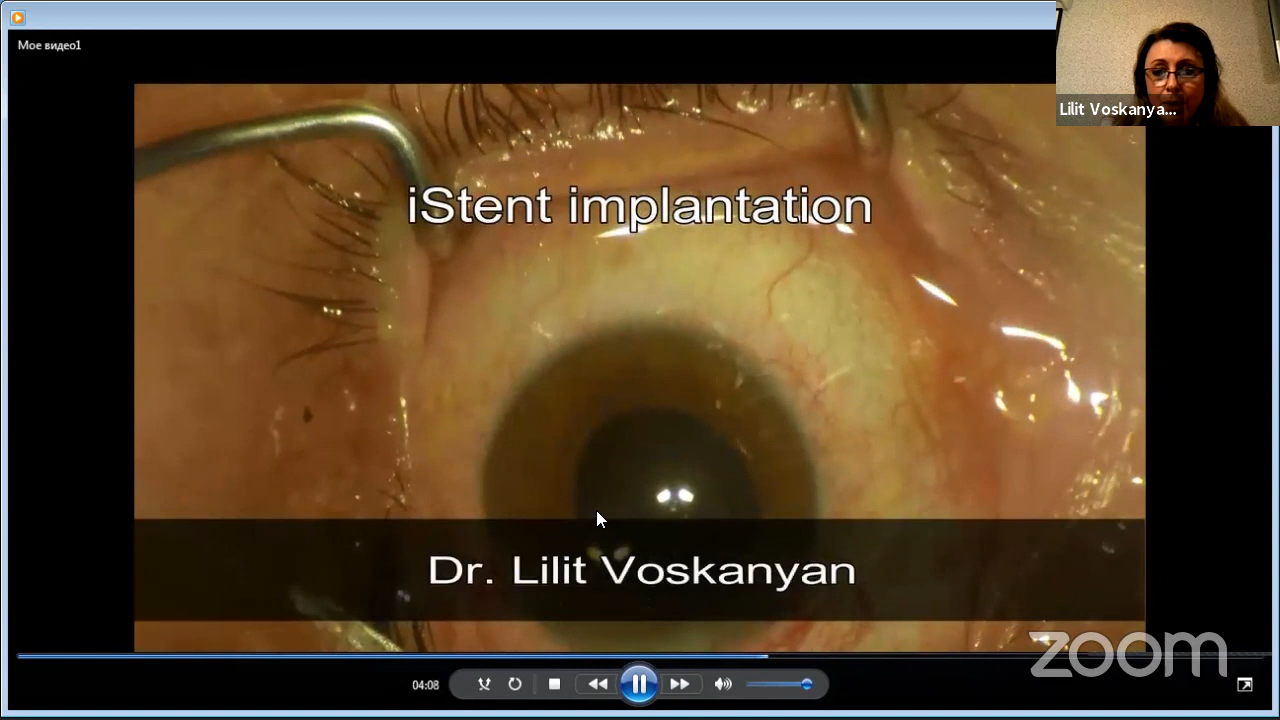 Мое видео1
Lilit Voskanya...
iStent implantation
Dr. Lilit Voskanyan
zoom
04:08